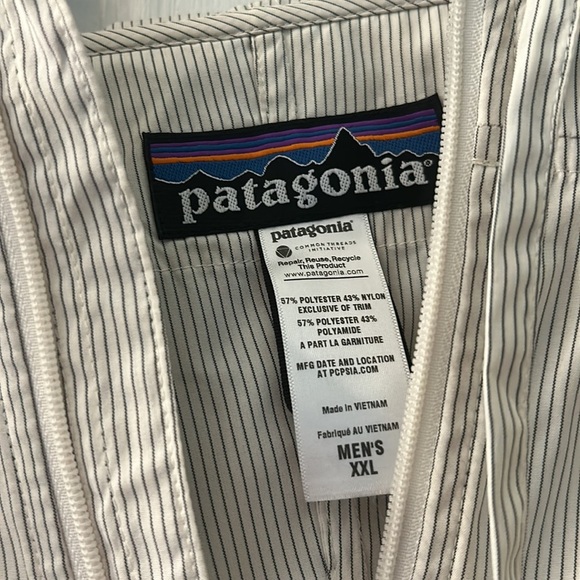 patagonia®
patagonia®
COMMON THREADS
INITIATIVE
Repair, Reuse, Recycle
This Product
www.patagonia.com
57% POLYESTER 43% NYLON
EXCLUSIVE OF TRIM
57% POLYESTER 43%
POLYAMIDE
A PART LA GARNITURE
MFG DATE AND LOCATION
AT PCPSIA.COM
Made in VIETNAM
Fabriqué AU VIETNAM
MEN'S
XXL